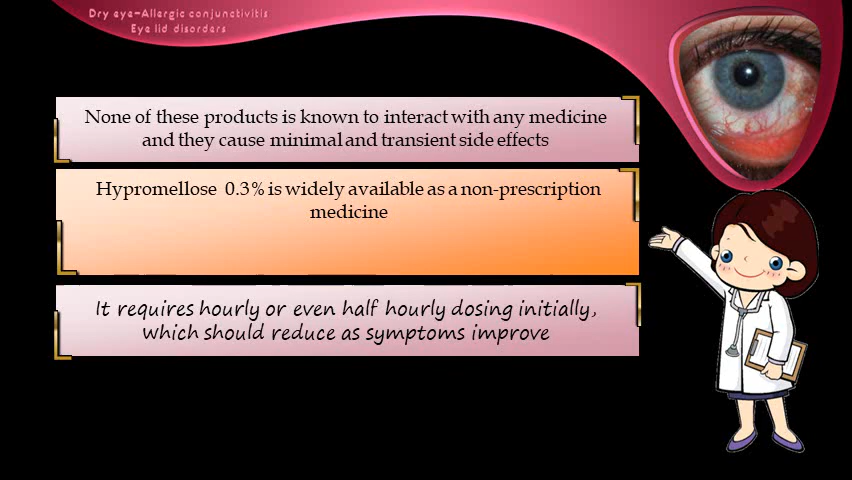 Dry eye-Allergic conjunctivitis
Eye lid disorders
None of these products is known to interact with any medicine
and they cause minimal and transient side effects
Hypromellose 0.3% is widely available as a non-prescription
medicine
It requires hourly or even half hourly dosing initially,
which should reduce as symptoms improve